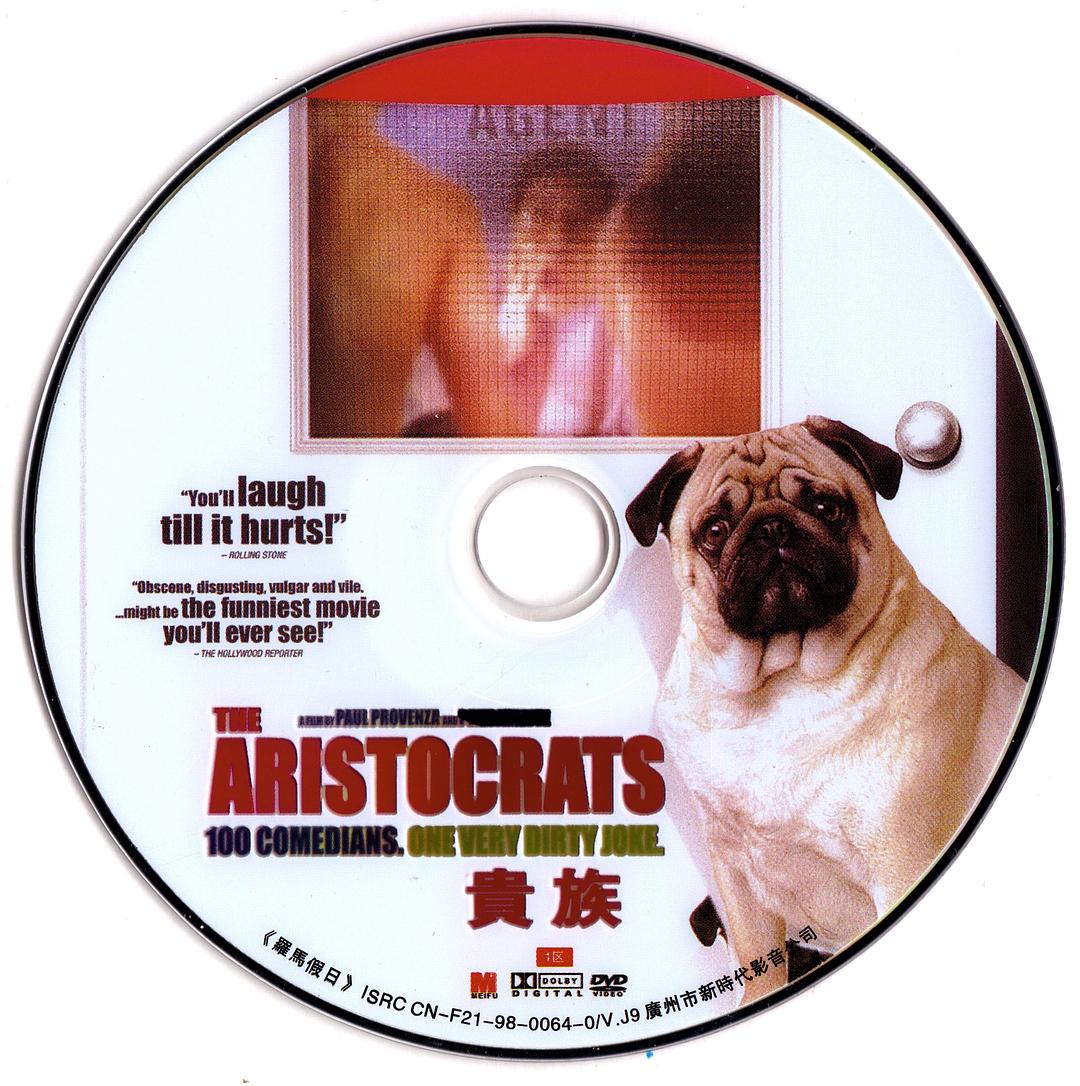 AGENT
“You’ll laugh
till it hurts!”
– ROLLING STONE
“Obscene, disgusting, vulgar and vile.
...might be the funniest movie
you’ll ever see!”
– THE HOLLYWOOD REPORTER
THE
A FILM BY PAUL PROVENZA AND
ARISTOCRATS
100 COMEDIANS. ONE VERY DIRTY JOKE.
貴族
1区
MEIFU DOLBY DIGITAL DVD VIDEO
《羅馬假日》 ISRC CN-F21-98-0064-0/V.J9 廣州市新時代影音公司